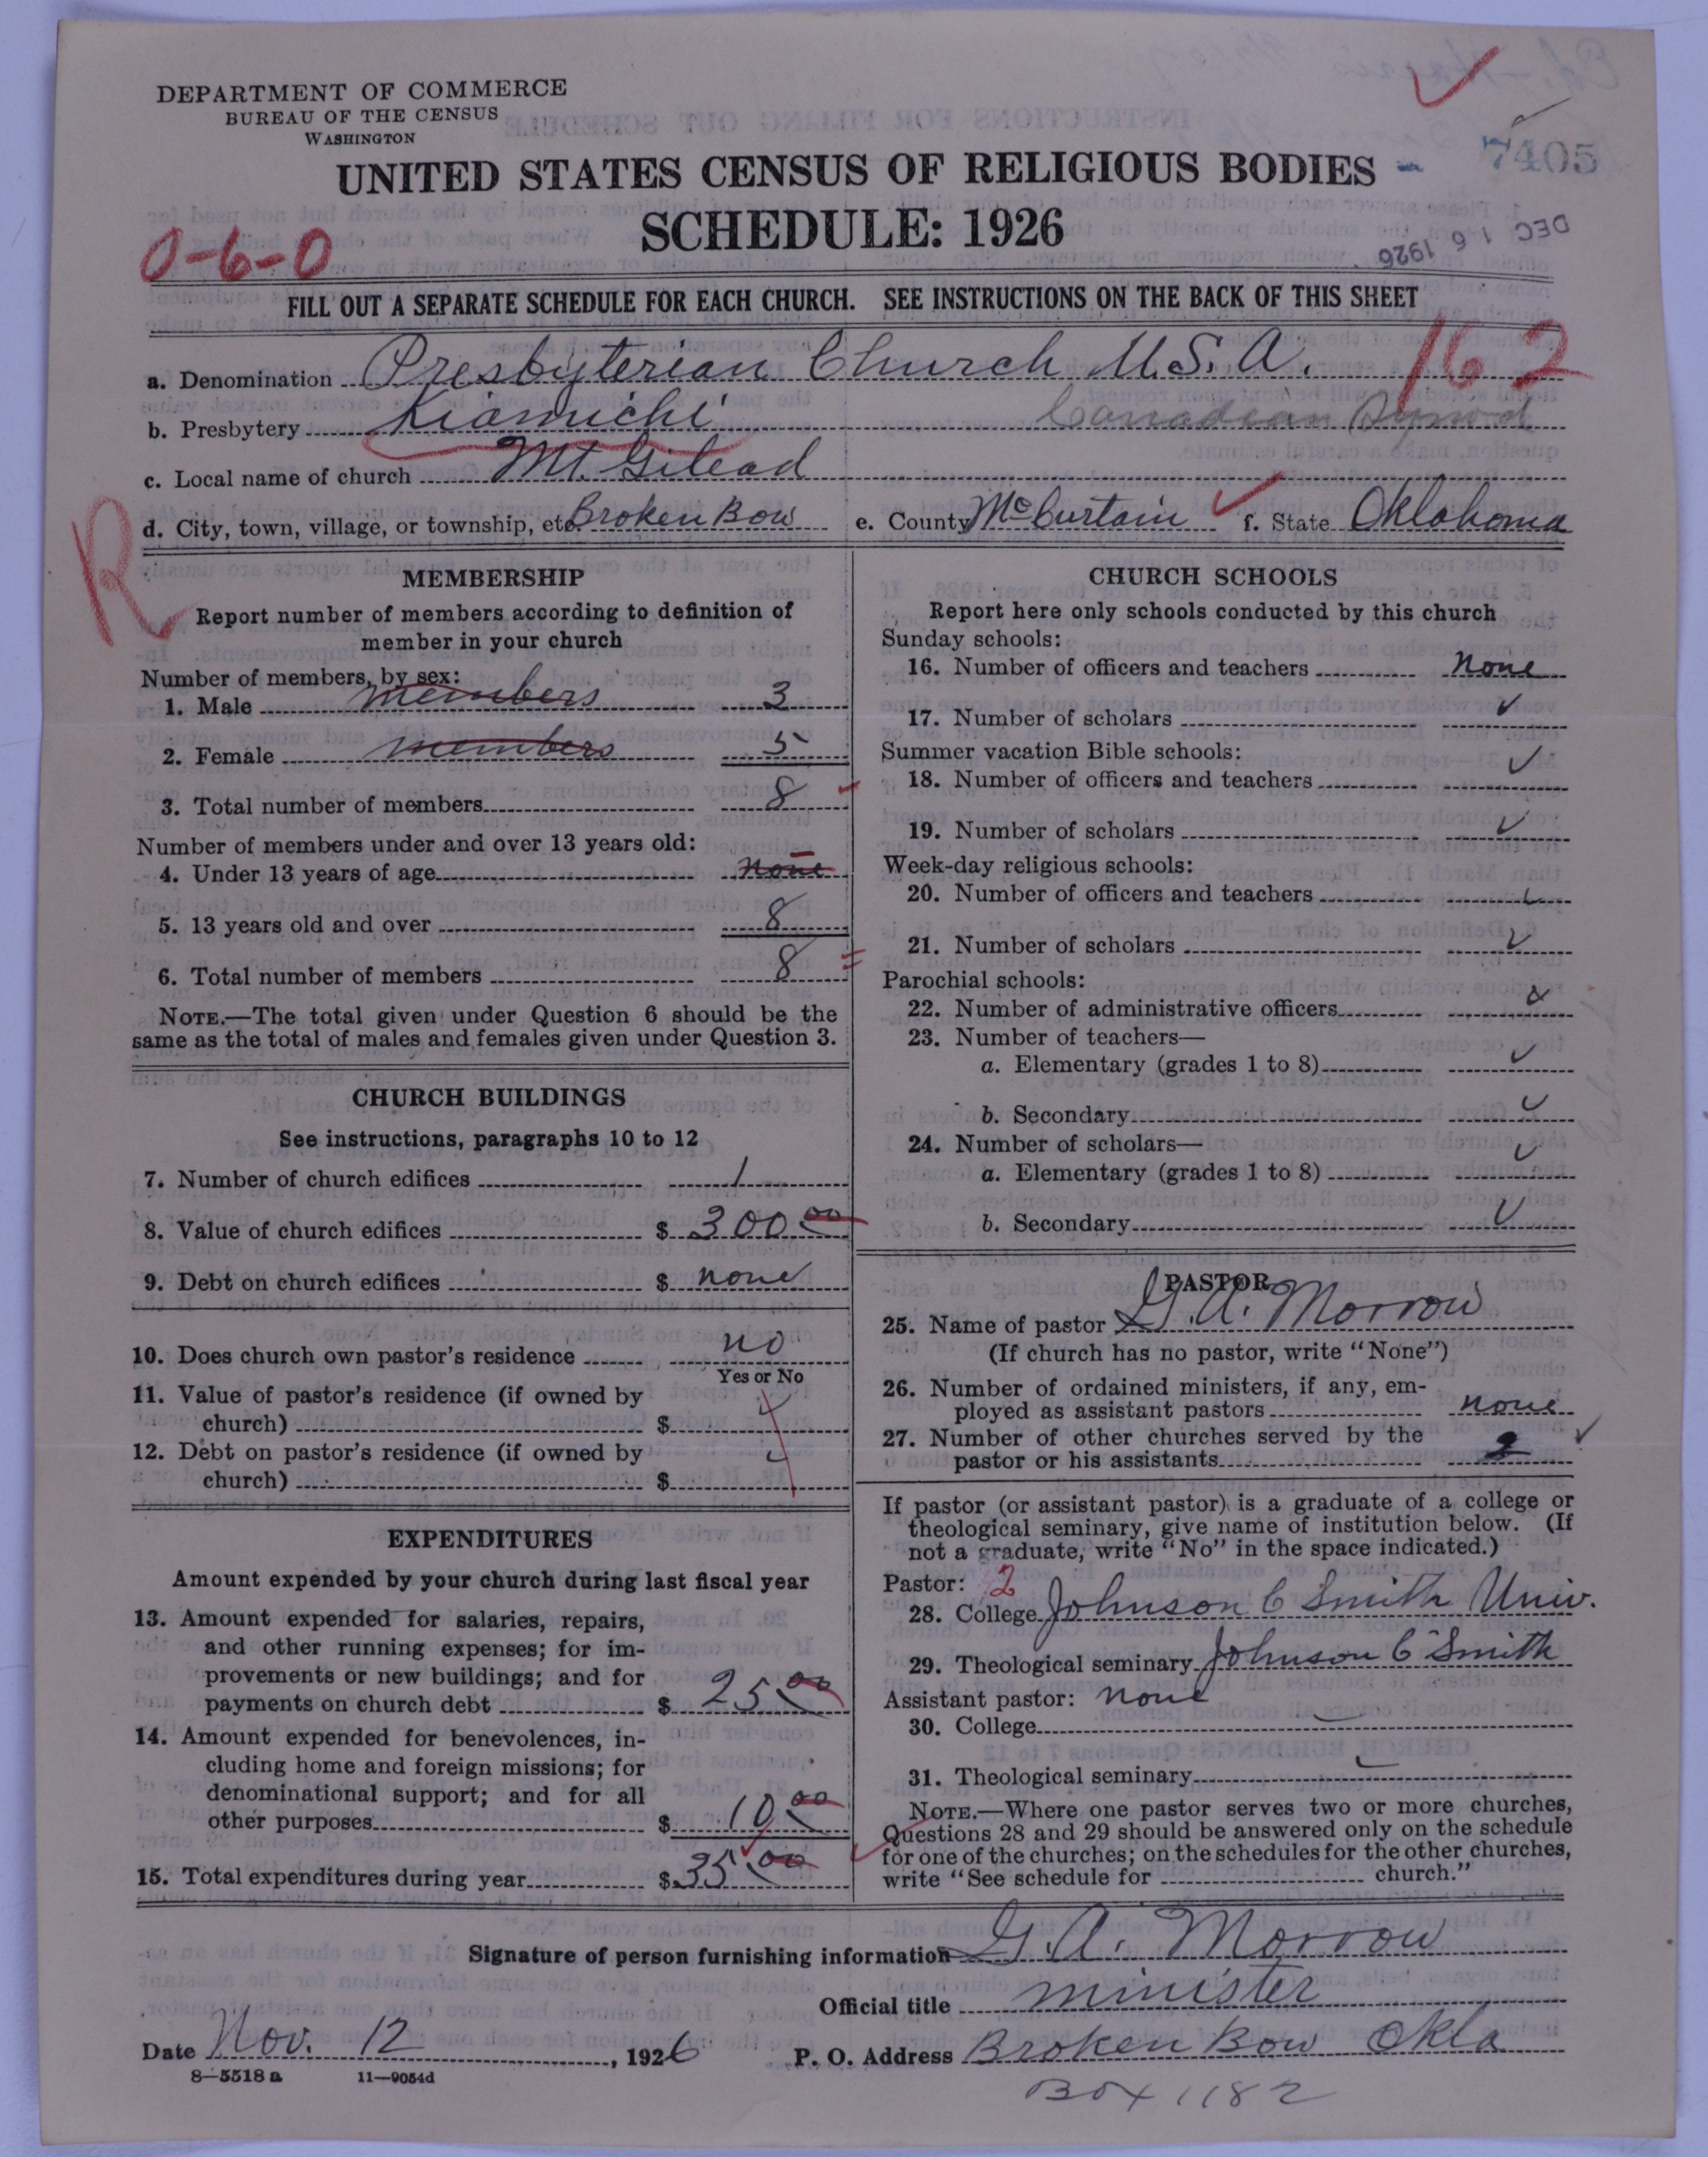 DEPARTMENT OF COMMERCE
BUREAU OF THE CENSUS
WASHINGTON
7405
UNITED STATES CENSUS OF RELIGIOUS BODIES
SCHEDULE: 1926
DEC 16 1926
0-6-0
FILL OUT A SEPARATE SCHEDULE FOR EACH CHURCH. SEE INSTRUCTIONS ON THE BACK OF THIS SHEET
162
a. Denomination Presbyterian Church U.S.A.
b. Presbytery Kiamichi Canadian Synod
c. Local name of church Mt. Gilead
d. City, town, village, or township, etc. Broken Bow e. County McCurtain f. State Oklahoma
R
MEMBERSHIP
Report number of members according to definition of
member in your church
Number of members, by sex:
1. Male members 3
2. Female members 5
3. Total number of members 8
Number of members under and over 13 years old:
4. Under 13 years of age none
5. 13 years old and over 8
6. Total number of members 8
NOTE.—The total given under Question 6 should be the
same as the total of males and females given under Question 3.
CHURCH BUILDINGS
See instructions, paragraphs 10 to 12
7. Number of church edifices 1
8. Value of church edifices $ 300.00
9. Debt on church edifices $ none
10. Does church own pastor's residence no
Yes or No
11. Value of pastor's residence (if owned by
church) $
12. Debt on pastor's residence (if owned by
church) $
EXPENDITURES
Amount expended by your church during last fiscal year
13. Amount expended for salaries, repairs,
and other running expenses; for im-
provements or new buildings; and for
payments on church debt $ 25.00
14. Amount expended for benevolences, in-
cluding home and foreign missions; for
denominational support; and for all
other purposes $ 10.00
15. Total expenditures during year $ 35.00
CHURCH SCHOOLS
Report here only schools conducted by this church
Sunday schools:
16. Number of officers and teachers none
17. Number of scholars
Summer vacation Bible schools:
18. Number of officers and teachers
19. Number of scholars
Week-day religious schools:
20. Number of officers and teachers
21. Number of scholars
Parochial schools:
22. Number of administrative officers
23. Number of teachers—
a. Elementary (grades 1 to 8)
b. Secondary
24. Number of scholars—
a. Elementary (grades 1 to 8)
b. Secondary
PASTOR
25. Name of pastor G. A. Morrow
(If church has no pastor, write "None")
26. Number of ordained ministers, if any, em-
ployed as assistant pastors none
27. Number of other churches served by the
pastor or his assistants 2
If pastor (or assistant pastor) is a graduate of a college or
theological seminary, give name of institution below. (If
not a graduate, write "No" in the space indicated.)
Pastor: 2
28. College Johnson C Smith Univ.
29. Theological seminary Johnson C Smith
Assistant pastor: none
30. College
31. Theological seminary
NOTE.—Where one pastor serves two or more churches,
Questions 28 and 29 should be answered only on the schedule
for one of the churches; on the schedules for the other churches,
write "See schedule for church."
Signature of person furnishing information G. A. Morrow
Official title minister
Date Nov. 12, 1926 P. O. Address Broken Bow Okla
8—5518 a 11—9054d
Box 1182